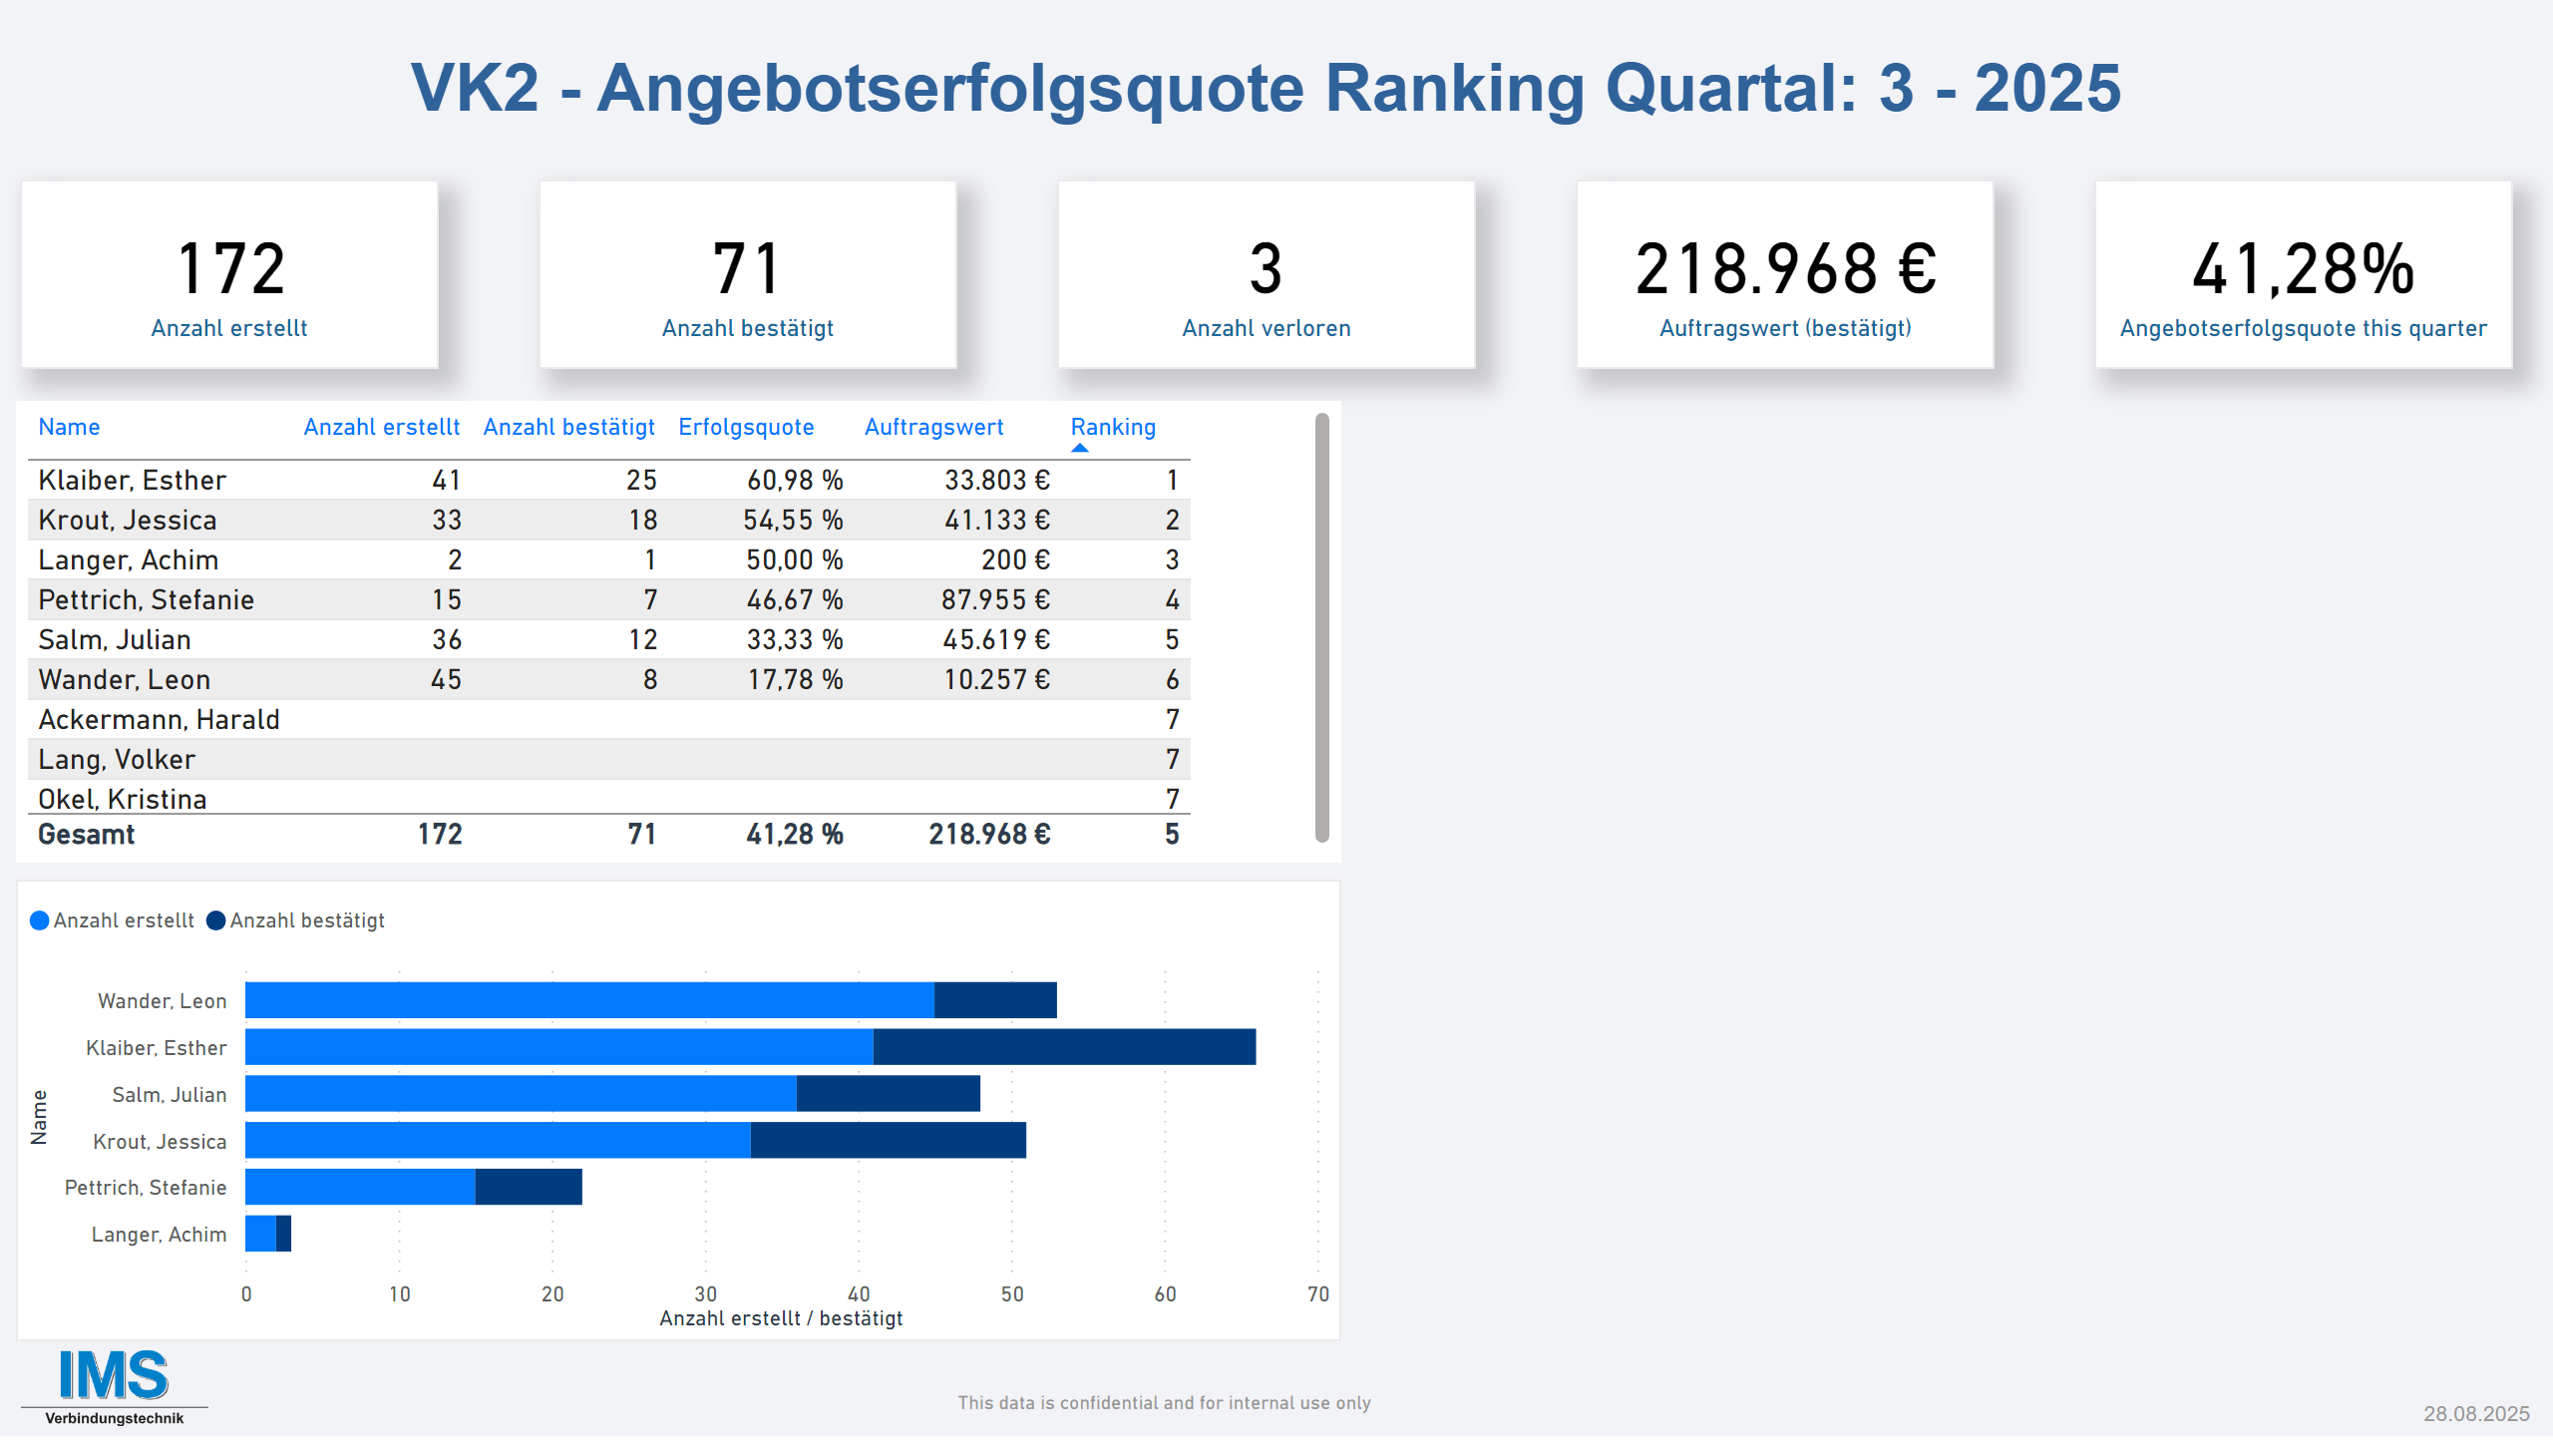 VK2 - Angebotserfolgsquote Ranking Quartal: 3 - 2025
172
Anzahl erstellt
71
Anzahl bestätigt
3
Anzahl verloren
218.968 €
Auftragswert (bestätigt)
41,28%
Angebotserfolgsquote this quarter
Name Anzahl erstellt Anzahl bestätigt Erfolgsquote Auftragswert Ranking
Klaiber, Esther 41 25 60,98 % 33.803 € 1
Krout, Jessica 33 18 54,55 % 41.133 € 2
Langer, Achim 2 1 50,00 % 200 € 3
Pettrich, Stefanie 15 7 46,67 % 87.955 € 4
Salm, Julian 36 12 33,33 % 45.619 € 5
Wander, Leon 45 8 17,78 % 10.257 € 6
Ackermann, Harald 7
Lang, Volker 7
Okel, Kristina 7
Gesamt 172 71 41,28 % 218.968 € 5
Anzahl erstellt Anzahl bestätigt
Name
Wander, Leon
Klaiber, Esther
Salm, Julian
Krout, Jessica
Pettrich, Stefanie
Langer, Achim
0 10 20 30 40 50 60 70
Anzahl erstellt / bestätigt
IMS
Verbindungstechnik
This data is confidential and for internal use only
28.08.2025